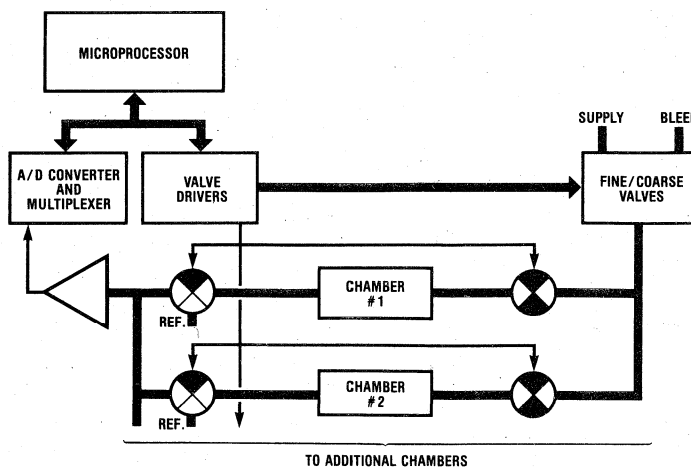 MICROPROCESSOR
SUPPLY
BLEE
A/D CONVERTER
AND
MULTIPLEXER
VALVE
DRIVERS
FINE/COARSE
VALVES
CHAMBER
#1
REF.
CHAMBER
#2
REF.
TO ADDITIONAL CHAMBERS